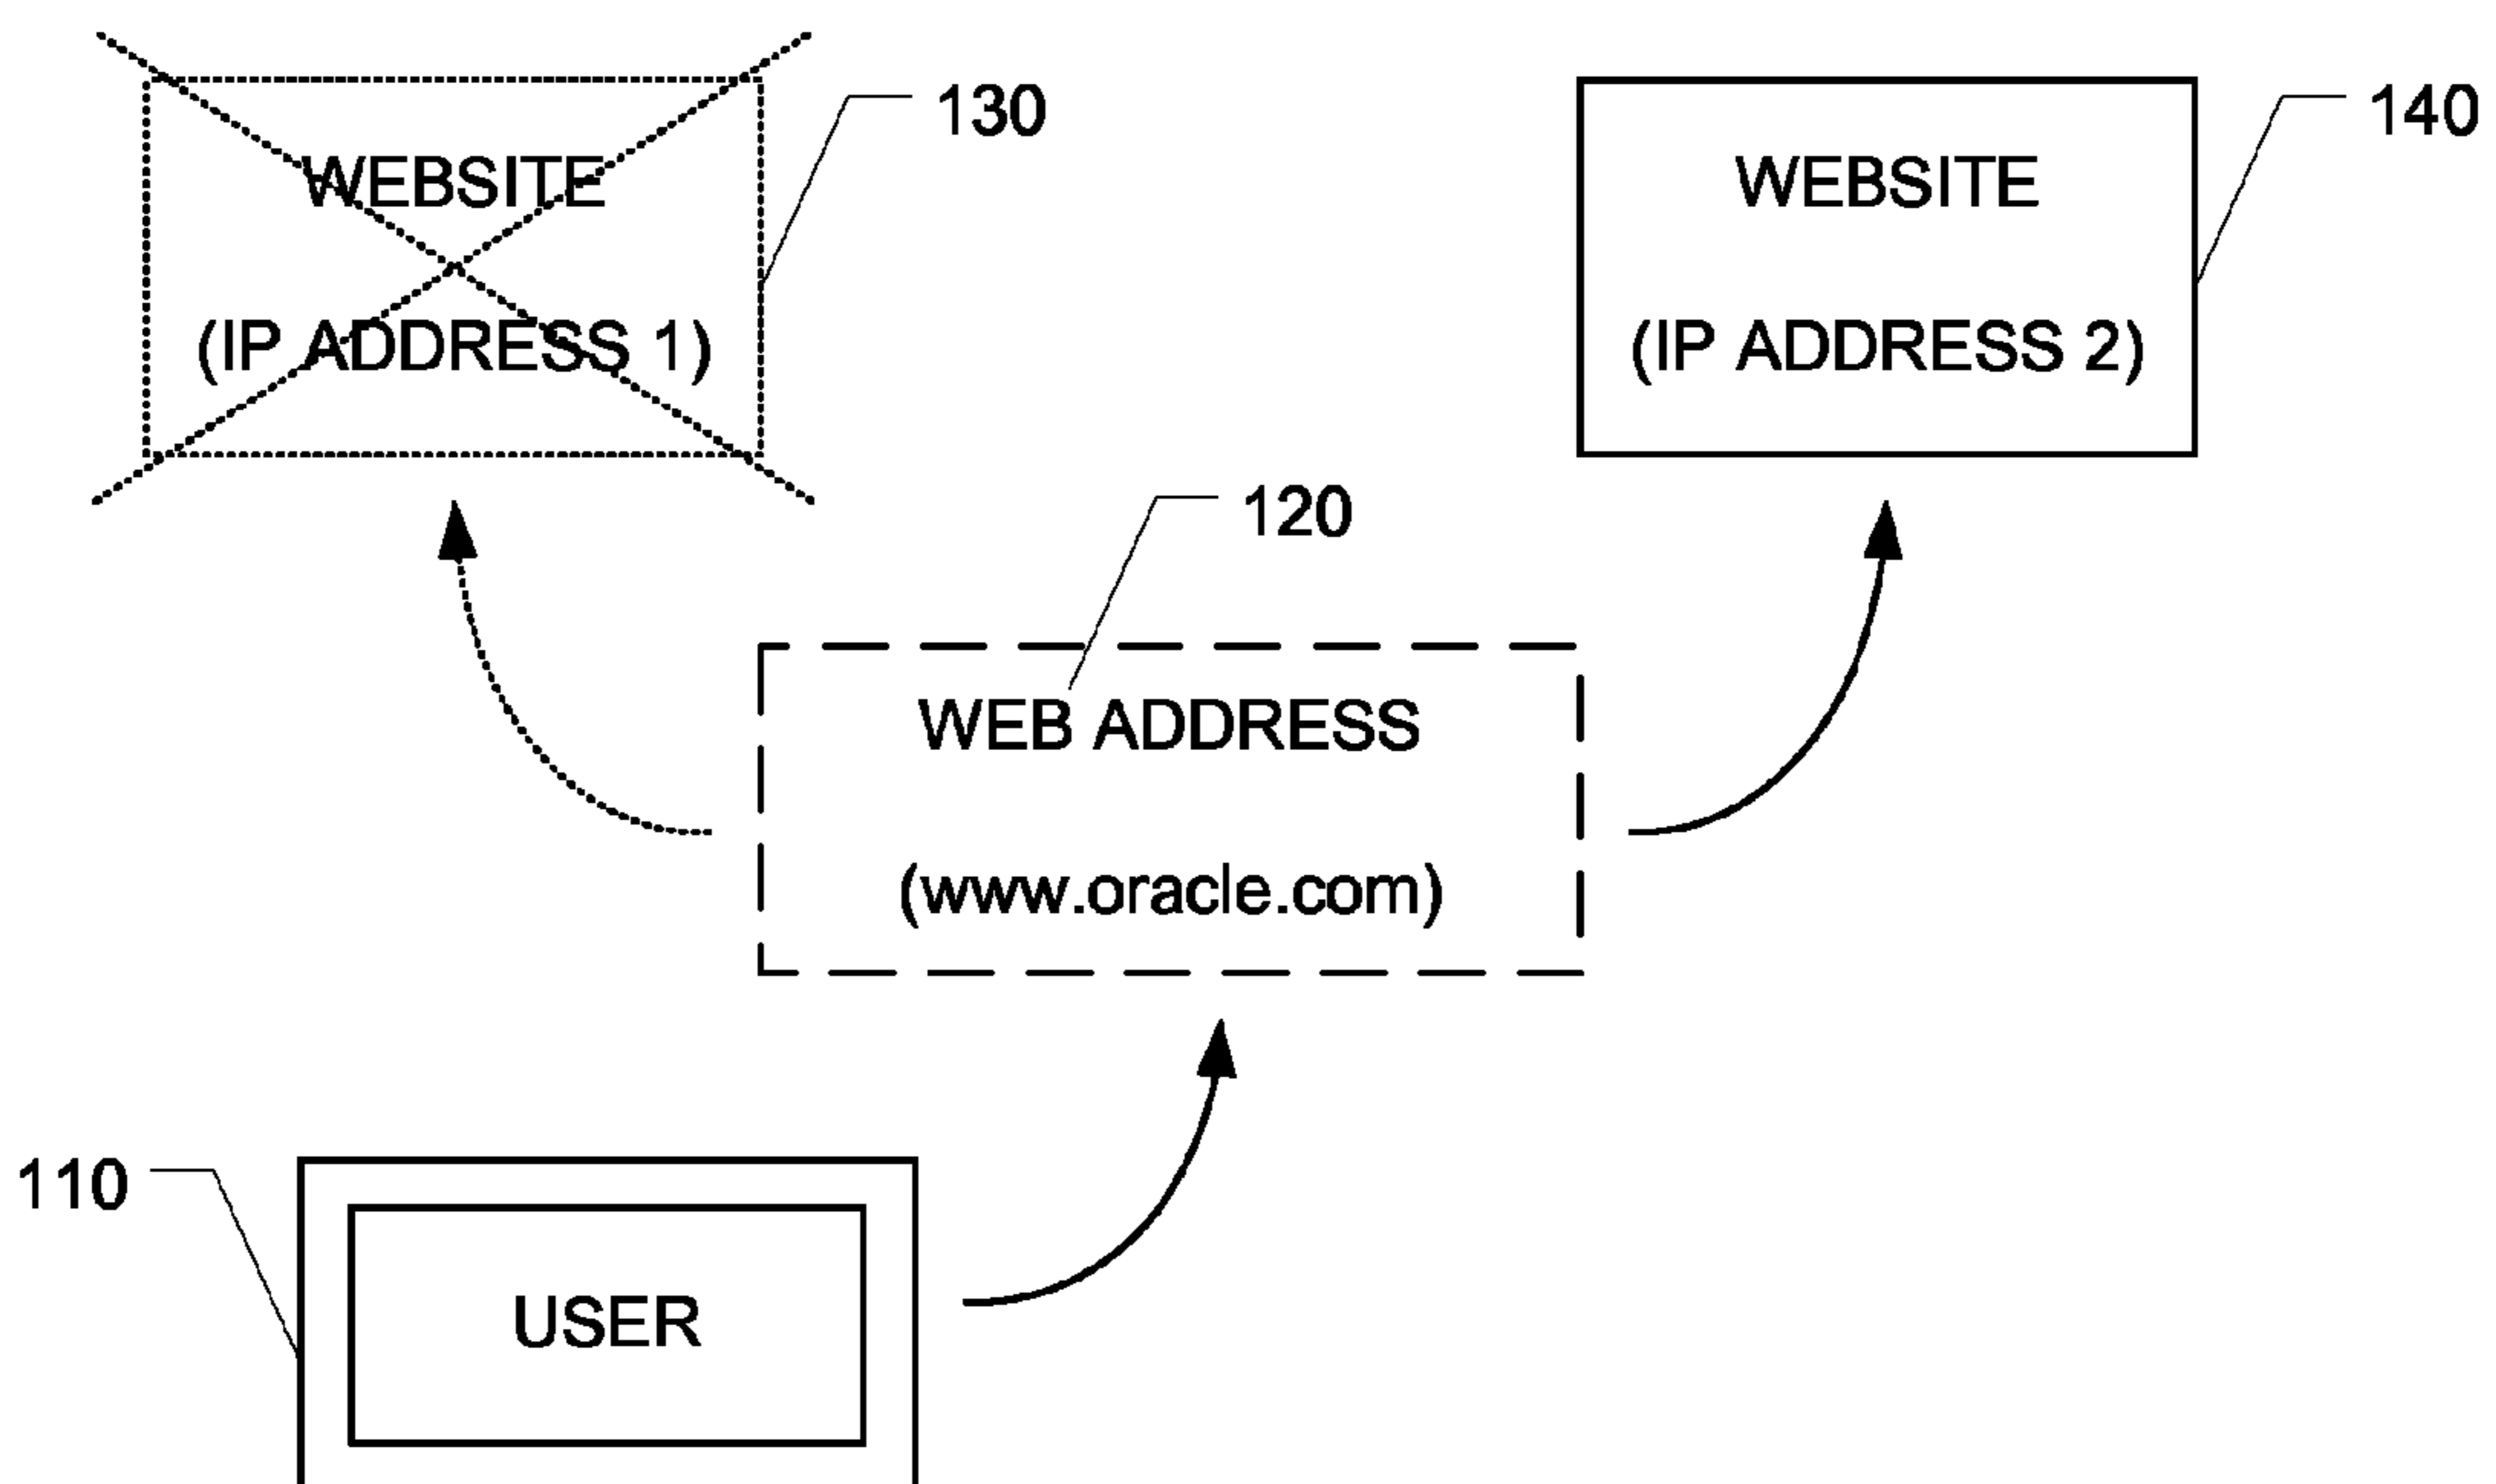 130
WEBSITE
(IP ADDRESS 1)
140
WEBSITE
(IP ADDRESS 2)
120
WEB ADDRESS
(www.oracle.com)
110
USER